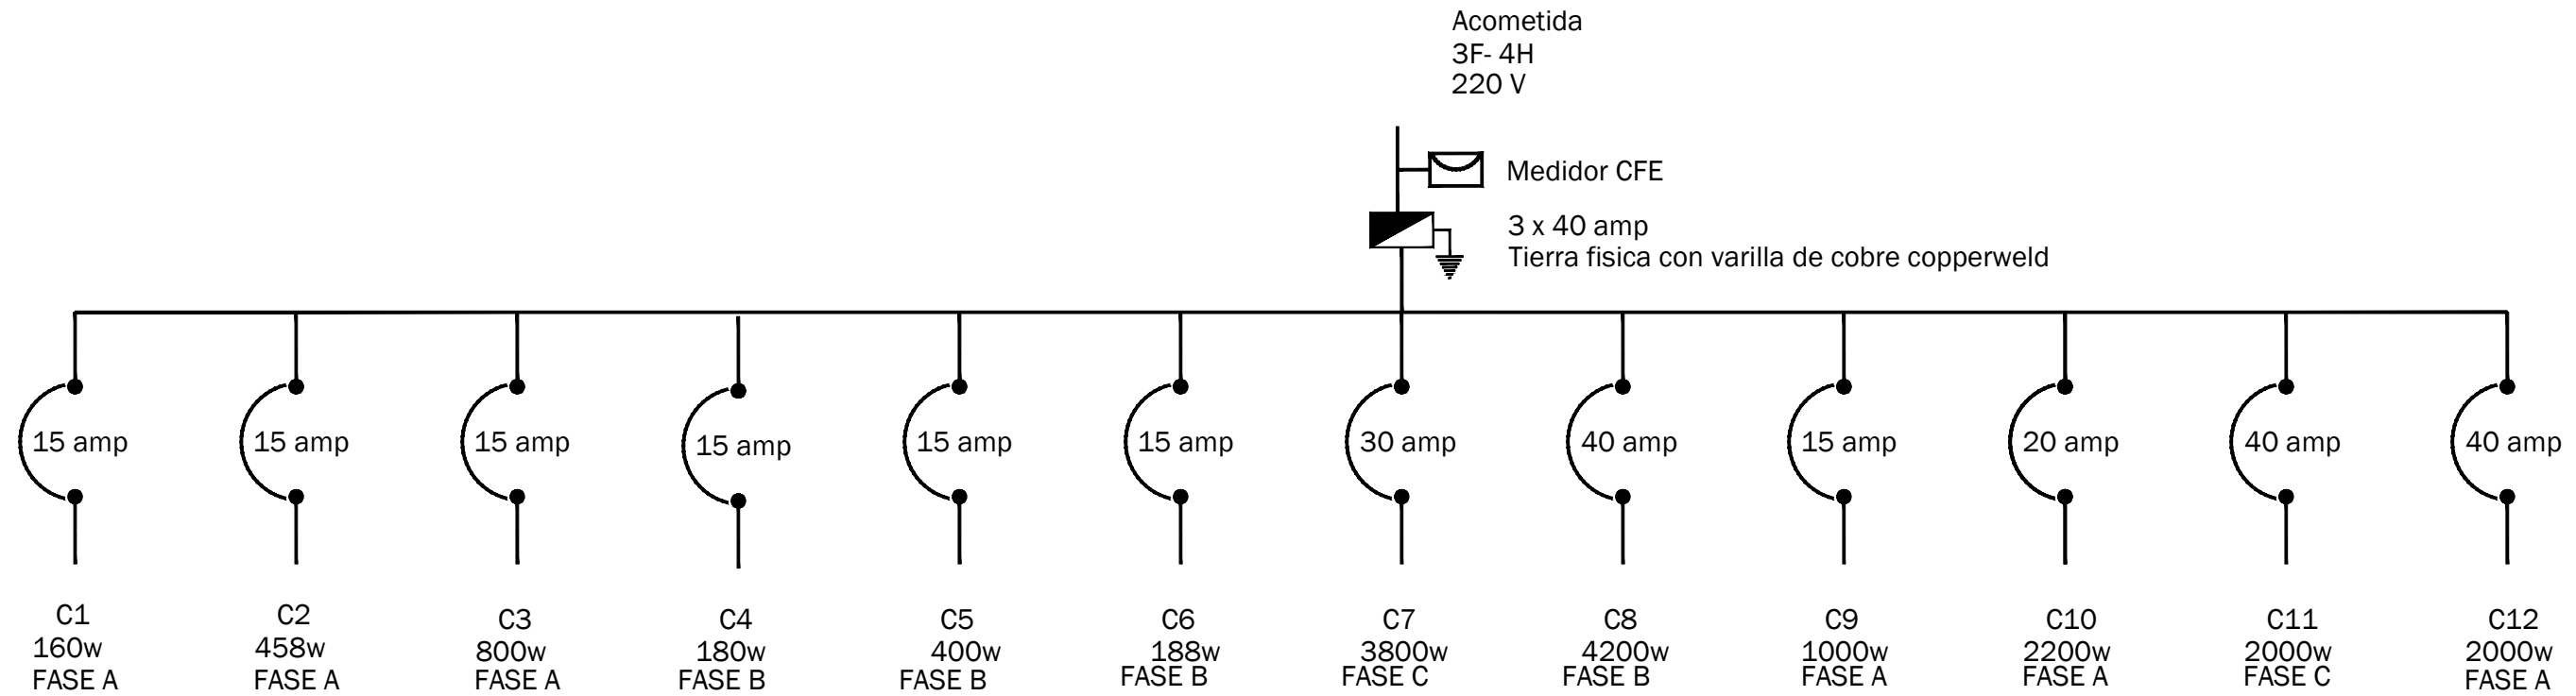 Acometida
3F- 4H
220 V
Medidor CFE
3 x 40 amp
Tierra fisica con varilla de cobre copperweld
15 amp
15 amp
15 amp
15 amp
15 amp
15 amp
30 amp
40 amp
15 amp
20 amp
40 amp
40 amp
C1
160w
FASE A
C2
458w
FASE A
C3
800w
FASE A
C4
180w
FASE B
C5
400w
FASE B
C6
188w
FASE B
C7
3800w
FASE C
C8
4200w
FASE B
C9
1000w
FASE A
C10
2200w
FASE A
C11
2000w
FASE C
C12
2000w
FASE A